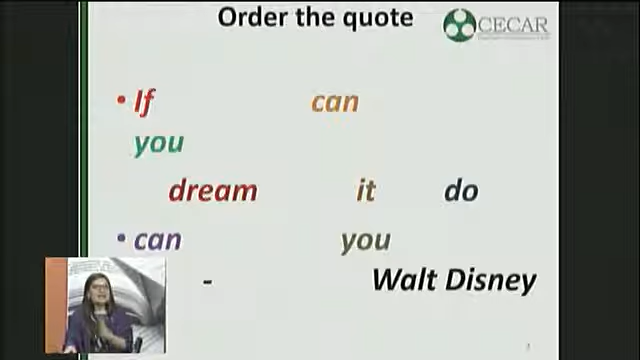 Order the quote
CECAR
• If can
you
dream it do
• can you
- Walt Disney